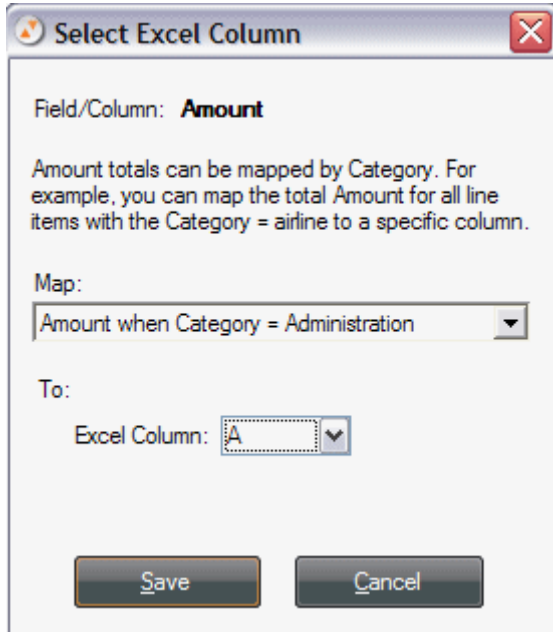 Select Excel Column
Field/Column: Amount
Amount totals can be mapped by Category. For
example, you can map the total Amount for all line
items with the Category = airline to a specific column.
Map:
Amount when Category = Administration
To:
Excel Column: A
Save Cancel